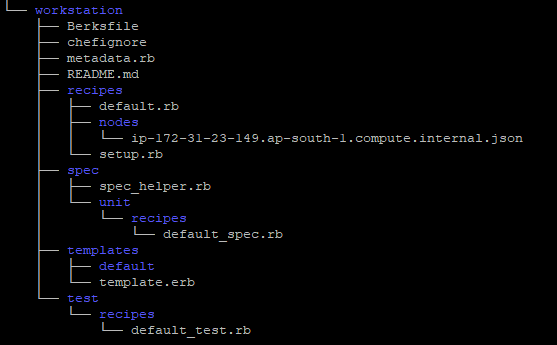 workstation
Berksfile
chefignore
metadata.rb
README.md
recipes
default.rb
nodes
ip-172-31-23-149.ap-south-1.compute.internal.json
setup.rb
spec
spec_helper.rb
unit
recipes
default_spec.rb
templates
default
template.erb
test
recipes
default_test.rb